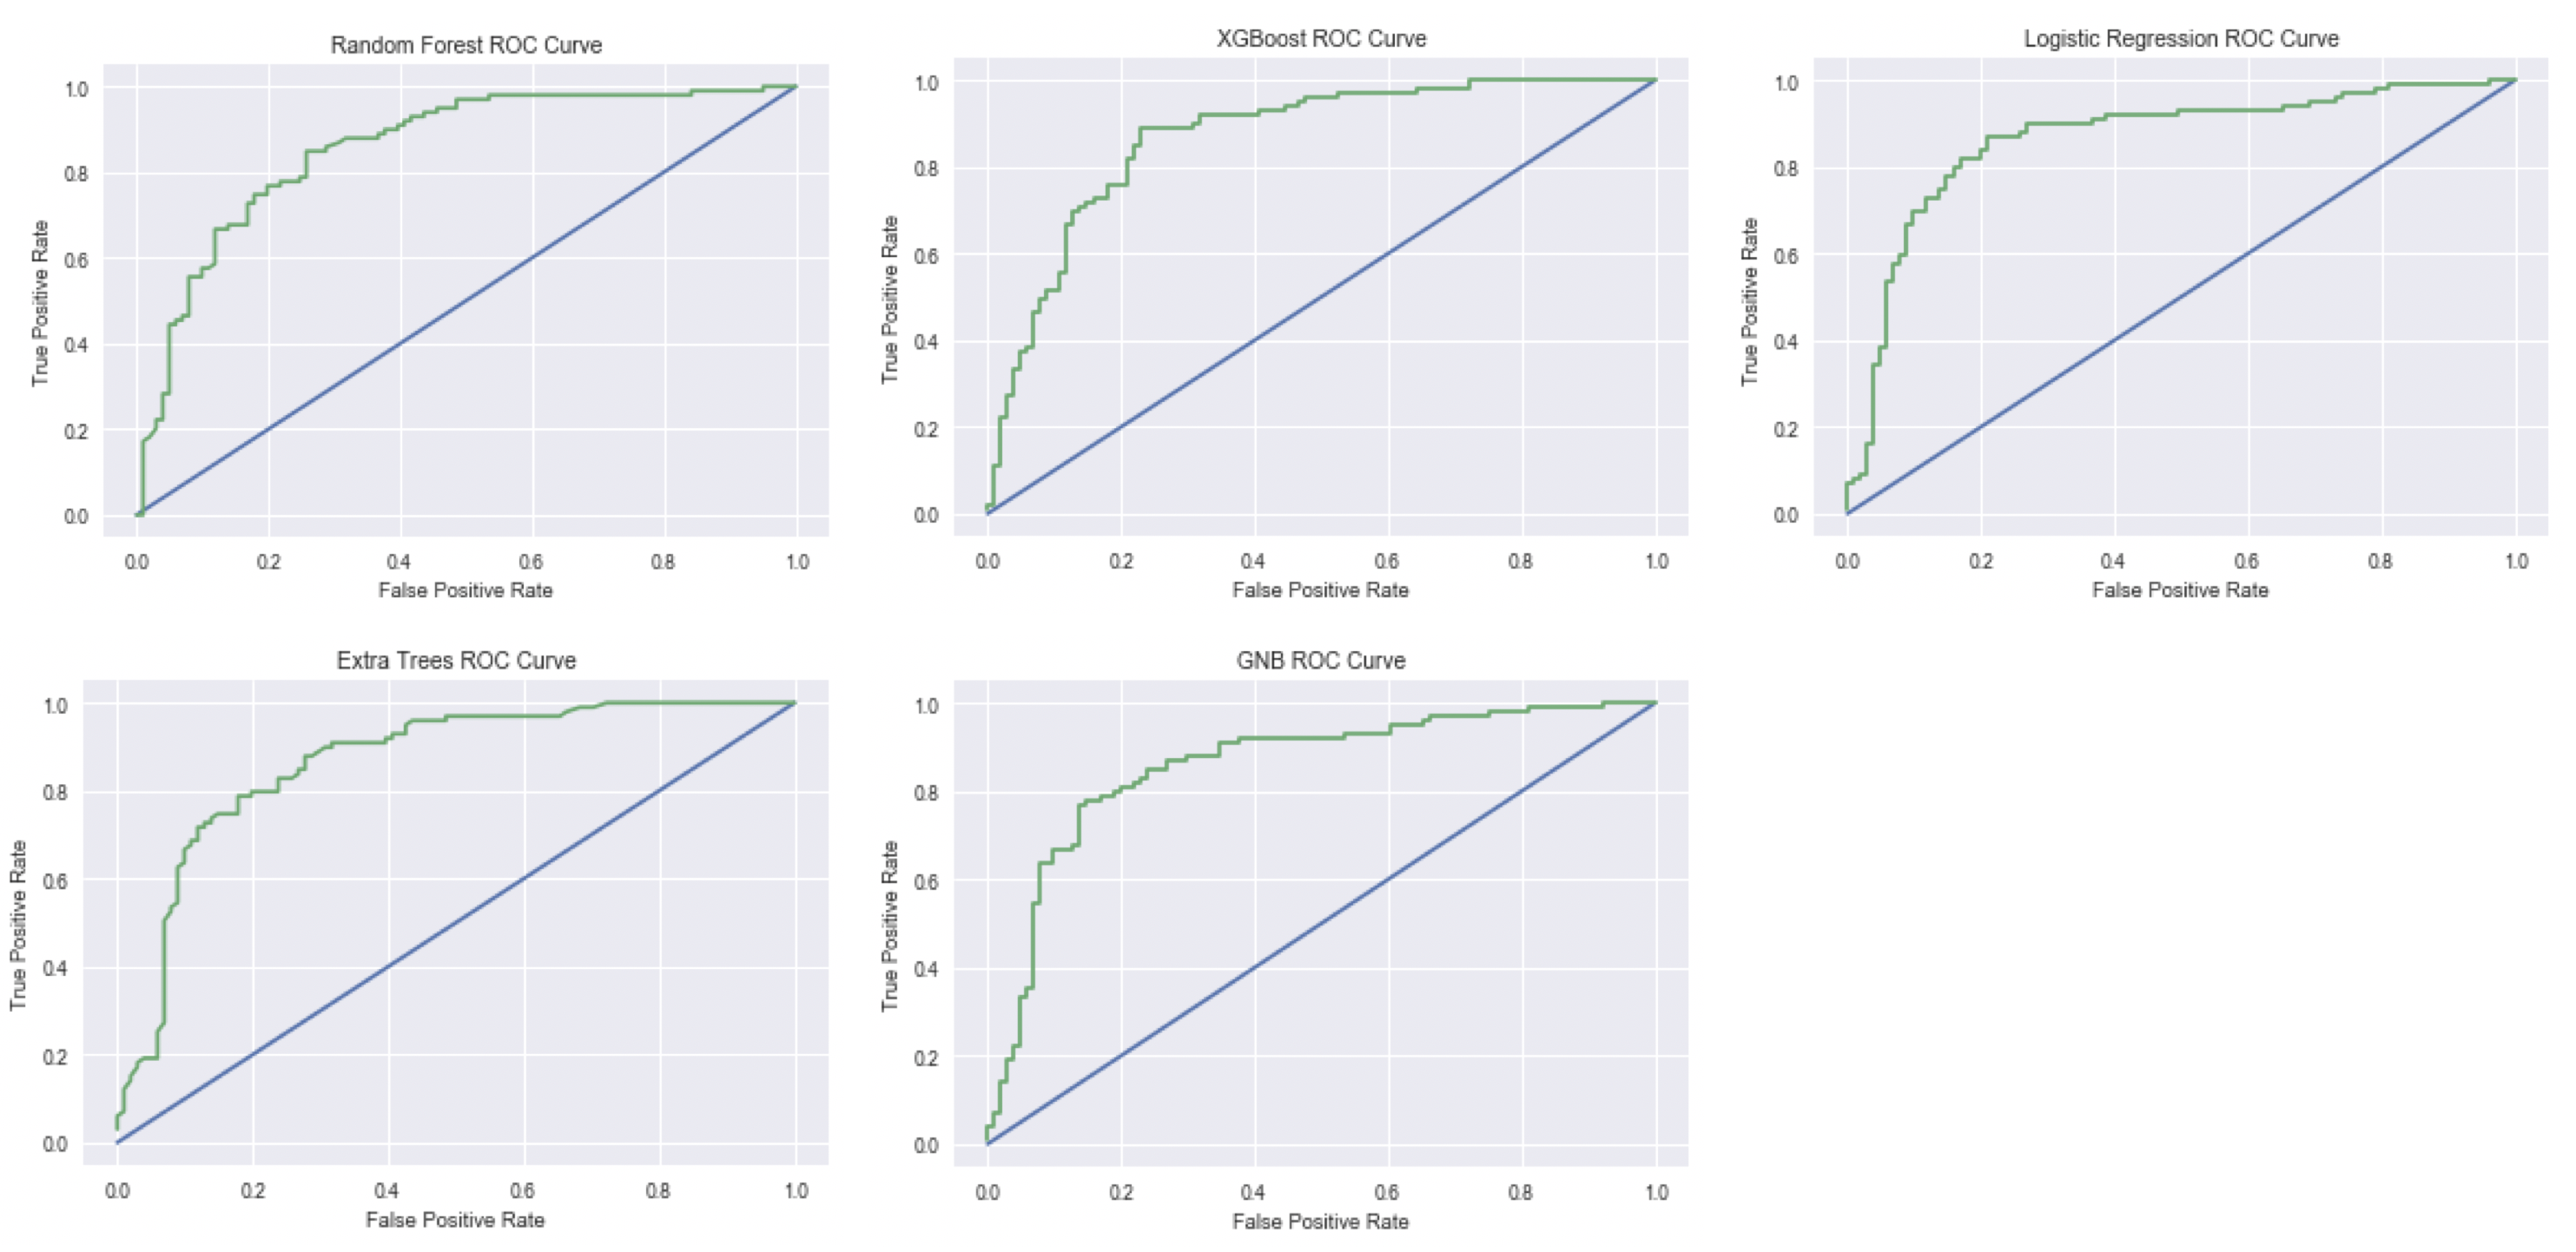 Random Forest ROC Curve
1.0
0.8
0.6
0.4
0.2
0.0
True Positive Rate
0.0 0.2 0.4 0.6 0.8 1.0
False Positive Rate
XGBoost ROC Curve
1.0
0.8
0.6
0.4
0.2
0.0
True Positive Rate
0.0 0.2 0.4 0.6 0.8 1.0
False Positive Rate
Logistic Regression ROC Curve
1.0
0.8
0.6
0.4
0.2
0.0
True Positive Rate
0.0 0.2 0.4 0.6 0.8 1.0
False Positive Rate
Extra Trees ROC Curve
1.0
0.8
0.6
0.4
0.2
0.0
True Positive Rate
0.0 0.2 0.4 0.6 0.8 1.0
False Positive Rate
GNB ROC Curve
1.0
0.8
0.6
0.4
0.2
0.0
True Positive Rate
0.0 0.2 0.4 0.6 0.8 1.0
False Positive Rate